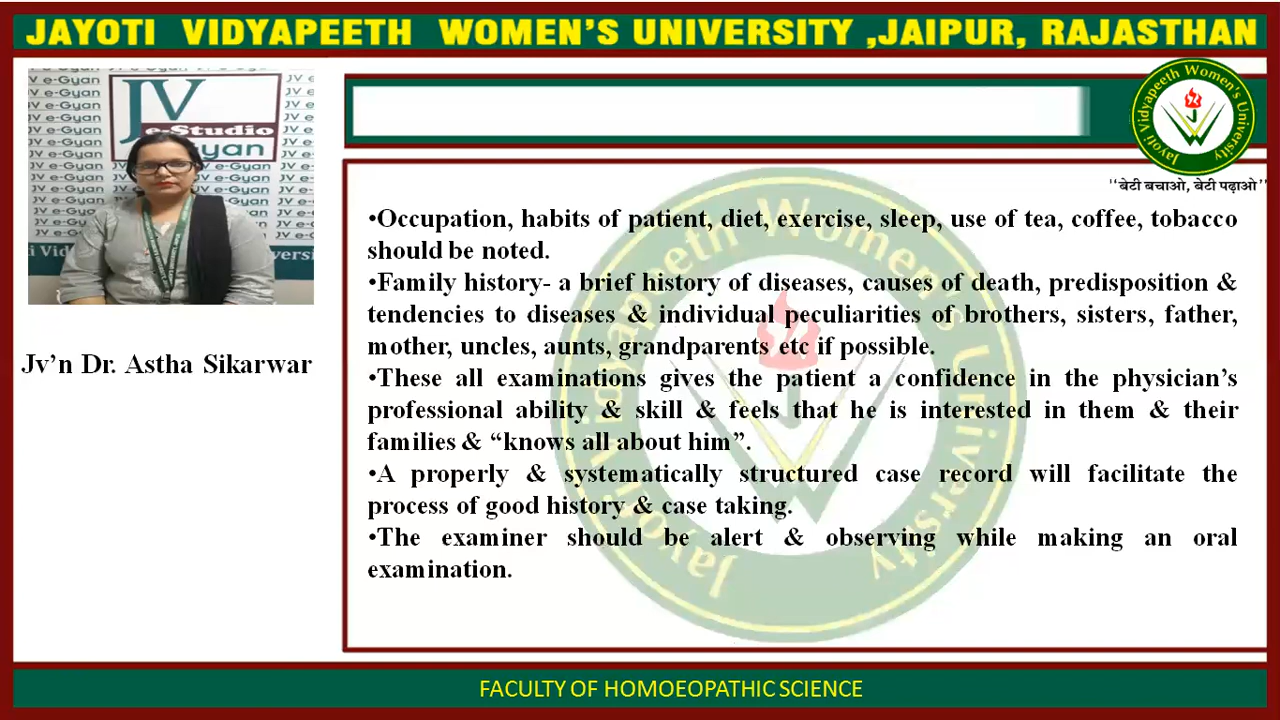 JAYOTI VIDYAPEETH WOMEN'S UNIVERSITY ,JAIPUR, RAJASTHAN
JV
e-Studio
e-Gyan
Jayoti Vidyapeeth Women's University
"बेटी बचाओ, बेटी पढ़ाओ"
Jv'n Dr. Astha Sikarwar
•Occupation, habits of patient, diet, exercise, sleep, use of tea, coffee, tobacco
should be noted.
•Family history- a brief history of diseases, causes of death, predisposition &
tendencies to diseases & individual peculiarities of brothers, sisters, father,
mother, uncles, aunts, grandparents etc if possible.
•These all examinations gives the patient a confidence in the physician's
professional ability & skill & feels that he is interested in them & their
families & “knows all about him”.
•A properly & systematically structured case record will facilitate the
process of good history & case taking.
•The examiner should be alert & observing while making an oral
examination.
FACULTY OF HOMOEOPATHIC SCIENCE